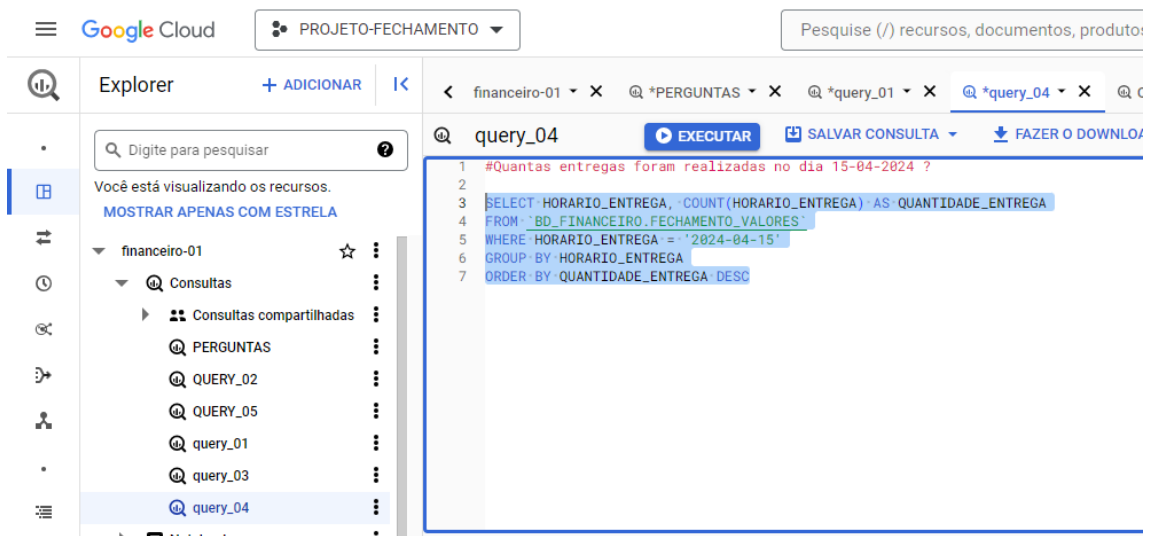 Google Cloud
PROJETO-FECHAMENTO
Pesquise (/) recursos, documentos, produtos
Explorer
+ ADICIONAR
financeiro-01
*PERGUNTAS
*query_01
*query_04
Digite para pesquisar
Você está visualizando os recursos.
MOSTRAR APENAS COM ESTRELA
financeiro-01
Consultas
Consultas compartilhadas
PERGUNTAS
QUERY_02
QUERY_05
query_01
query_03
query_04
query_04
EXECUTAR
SALVAR CONSULTA
FAZER O DOWNLOA
1 #Quantas entregas foram realizadas no dia 15-04-2024 ?
2
3 SELECT HORARIO_ENTREGA, COUNT(HORARIO_ENTREGA) AS QUANTIDADE_ENTREGA
4 FROM `BD_FINANCEIRO.FECHAMENTO_VALORES`
5 WHERE HORARIO_ENTREGA = '2024-04-15'
6 GROUP BY HORARIO_ENTREGA
7 ORDER BY QUANTIDADE_ENTREGA DESC